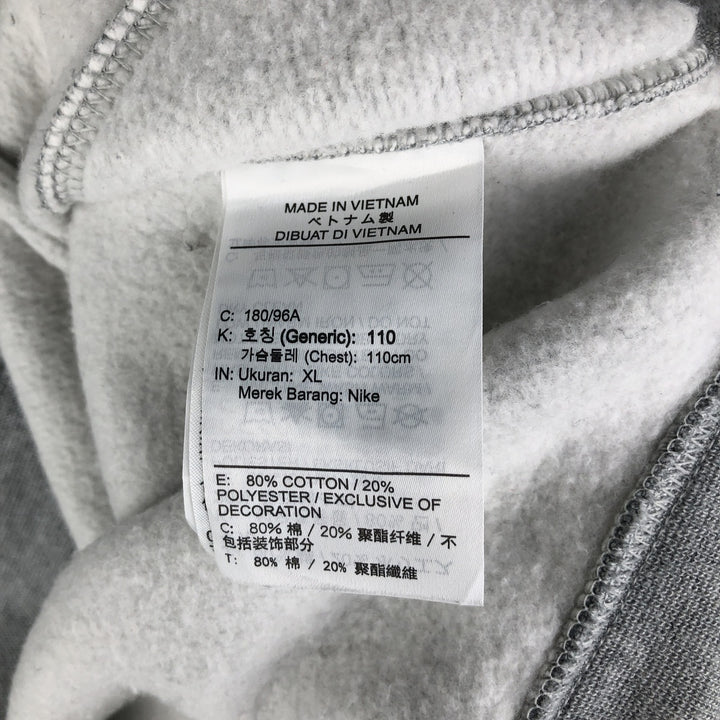 MADE IN VIETNAM
ベトナム製
DIBUAT DI VIETNAM
C: 180/96A
K: 호칭 (Generic): 110
가슴둘레 (Chest): 110cm
IN: Ukuran: XL
Merek Barang: Nike
E: 80% COTTON / 20%
POLYESTER / EXCLUSIVE OF
DECORATION
C: 80% 棉 / 20% 聚酯纤维 / 不
包括装饰部分
T: 80% 棉 / 20% 聚酯纖維